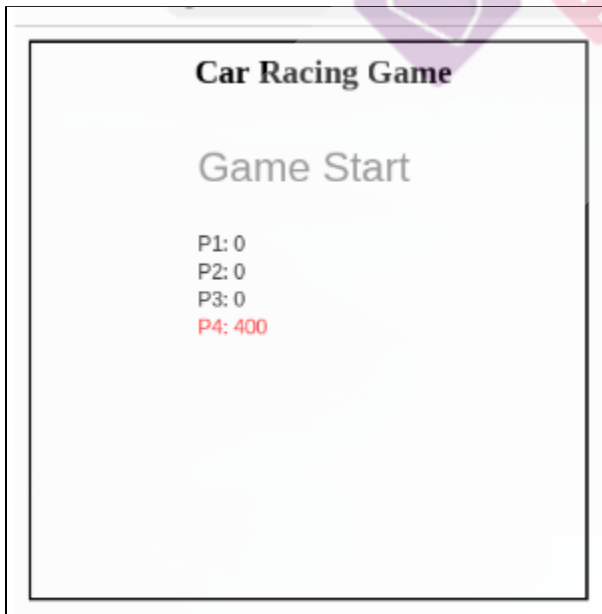 Car Racing Game
Game Start
P1: 0
P2: 0
P3: 0
P4: 400